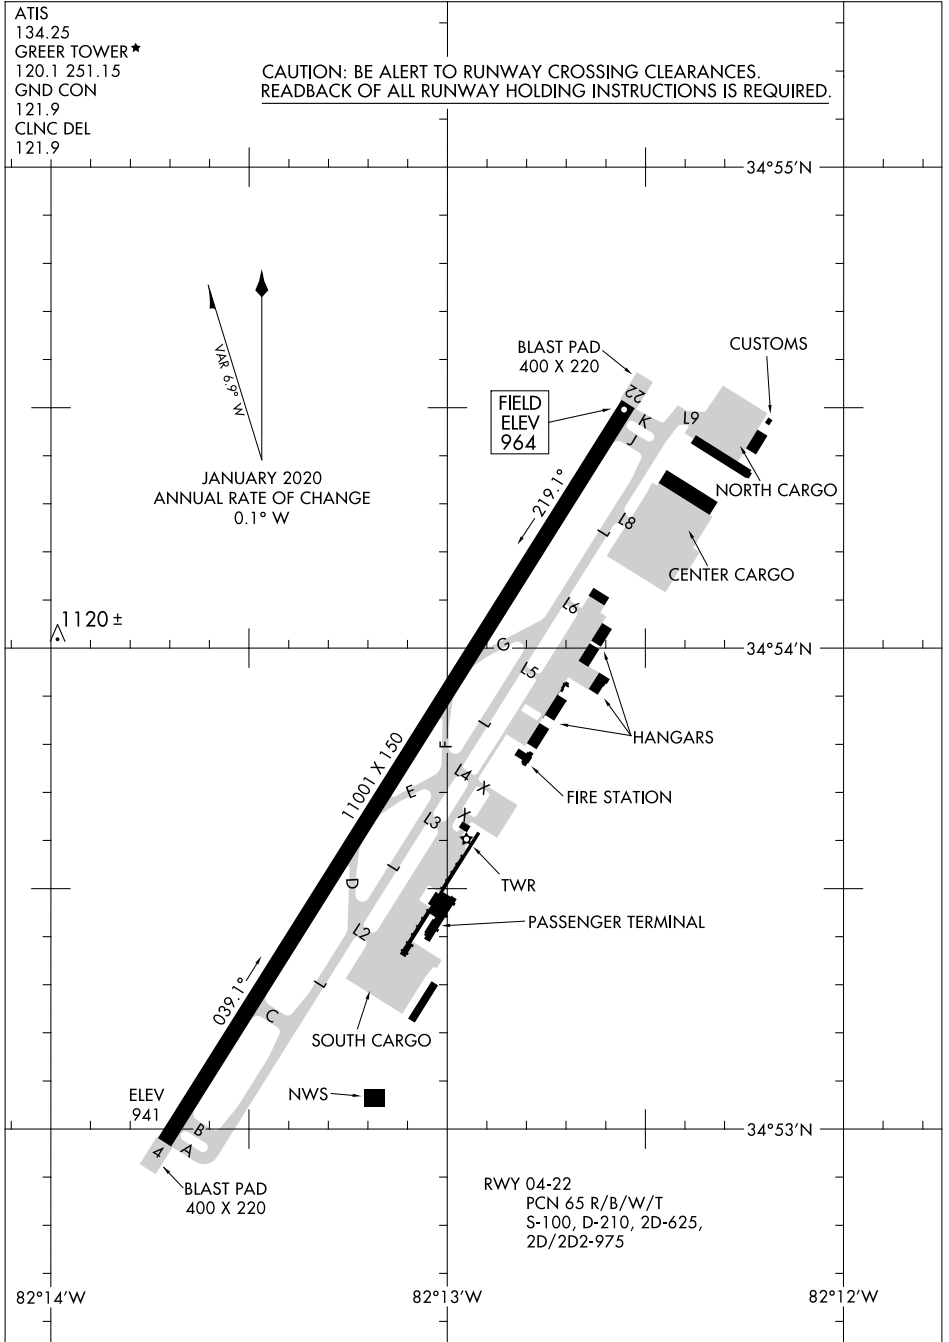 ATIS
134.25
GREER TOWER★
120.1 251.15
GND CON
121.9
CLNC DEL
121.9
CAUTION: BE ALERT TO RUNWAY CROSSING CLEARANCES.
READBACK OF ALL RUNWAY HOLDING INSTRUCTIONS IS REQUIRED.
34°55'N
VAR 6.9° W
JANUARY 2020
ANNUAL RATE OF CHANGE
0.1° W
BLAST PAD
400 X 220
CUSTOMS
22
FIELD
ELEV
964
K
J
L9
NORTH CARGO
219.1°
L
L8
CENTER CARGO
L6
1120 ±
34°54'N
G
L5
L
HANGARS
F
11001 X 150
L4
X
E
FIRE STATION
L3
X
L
TWR
D
PASSENGER TERMINAL
L2
L
039.1°
C
SOUTH CARGO
NWS
ELEV
941
B
A
4
34°53'N
BLAST PAD
400 X 220
RWY 04-22
PCN 65 R/B/W/T
S-100, D-210, 2D-625,
2D/2D2-975
82°14'W
82°13'W
82°12'W